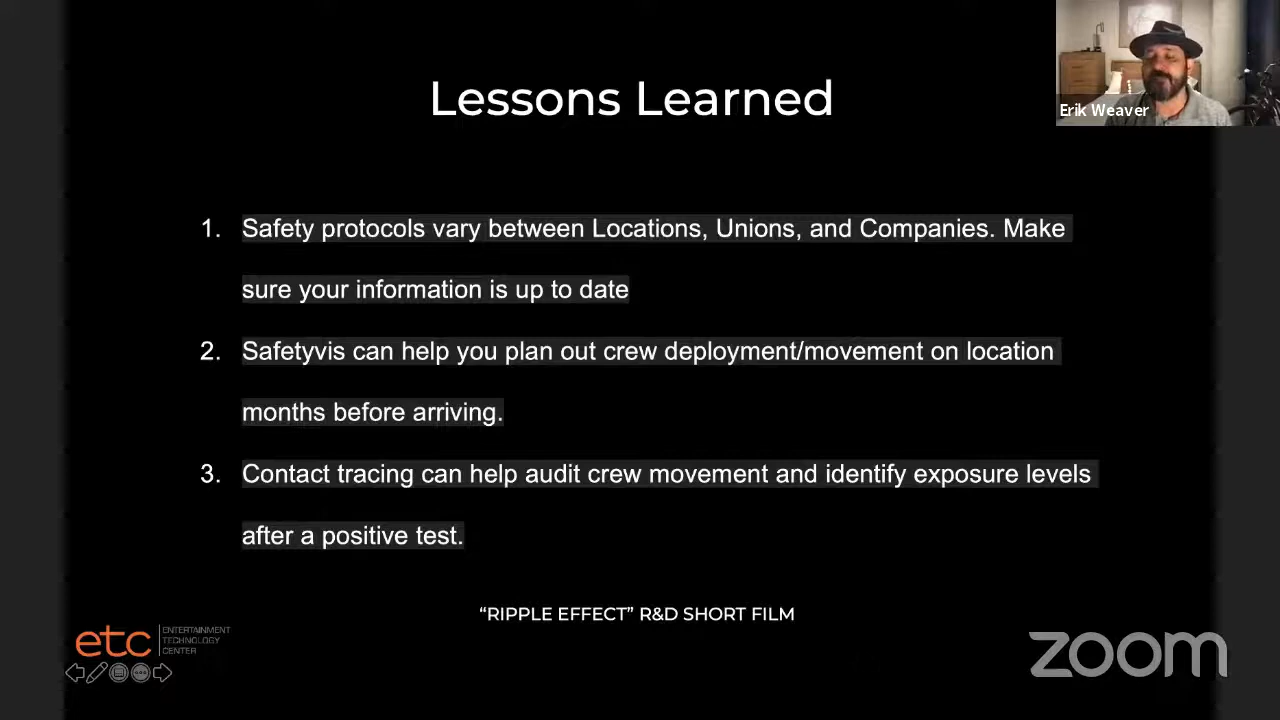 Lessons Learned
Erik Weaver
1. Safety protocols vary between Locations, Unions, and Companies. Make
sure your information is up to date
2. Safetyvis can help you plan out crew deployment/movement on location
months before arriving.
3. Contact tracing can help audit crew movement and identify exposure levels
after a positive test.
“RIPPLE EFFECT” R&D SHORT FILM
etc
ENTERTAINMENT
TECHNOLOGY
CENTER
zoom